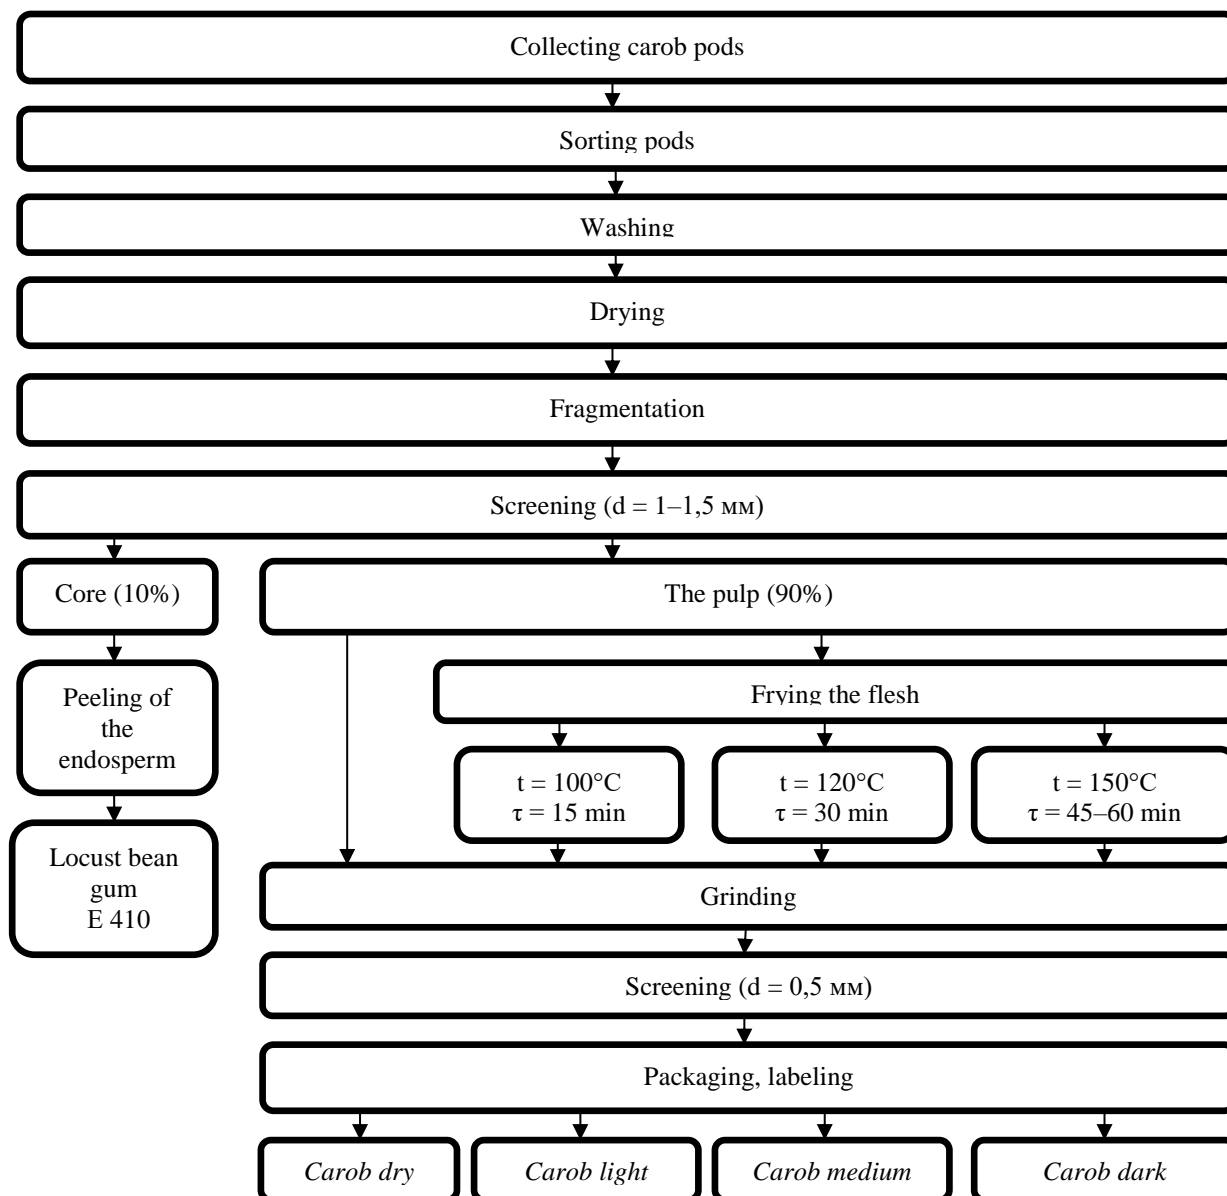 Collecting carob pods
Sorting pods
Washing
Drying
Fragmentation
Screening (d = 1–1,5 мм)
Core (10%)
The pulp (90%)
Peeling of
the
endosperm
Frying the flesh
t = 100°C
τ = 15 min
t = 120°C
τ = 30 min
t = 150°C
τ = 45–60 min
Locust bean
gum
E 410
Grinding
Screening (d = 0,5 мм)
Packaging, labeling
Carob dry
Carob light
Carob medium
Carob dark